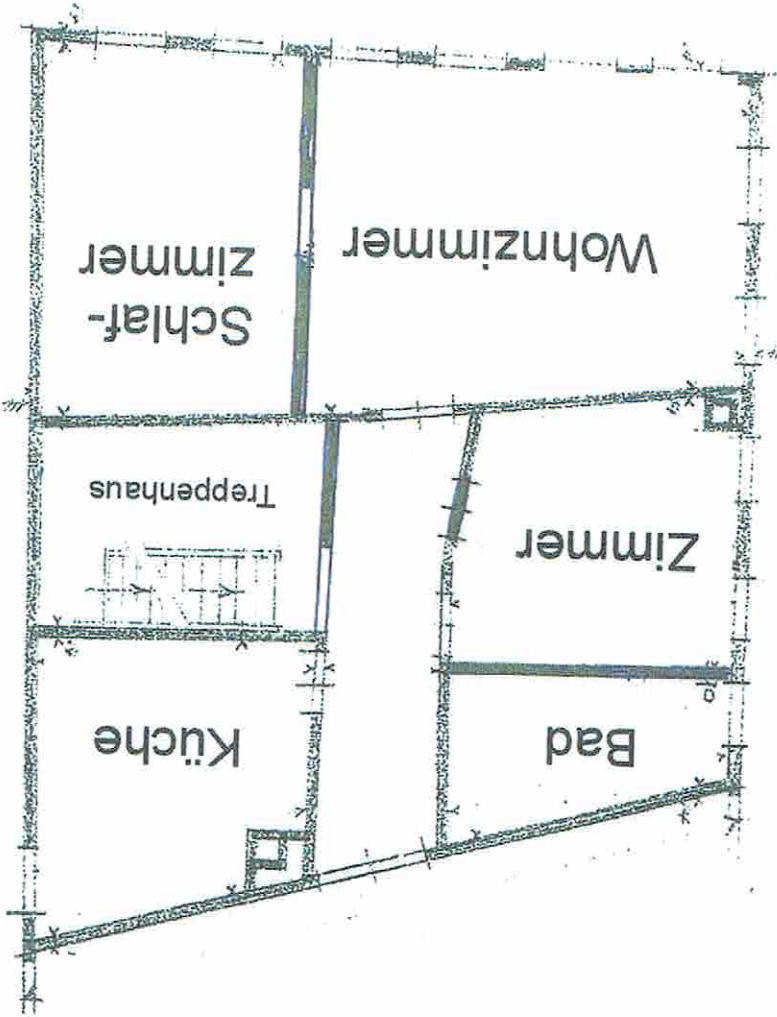 Bad
Küche
Zimmer
Treppenhaus
Wohnzimmer
Schlaf-
zimmer